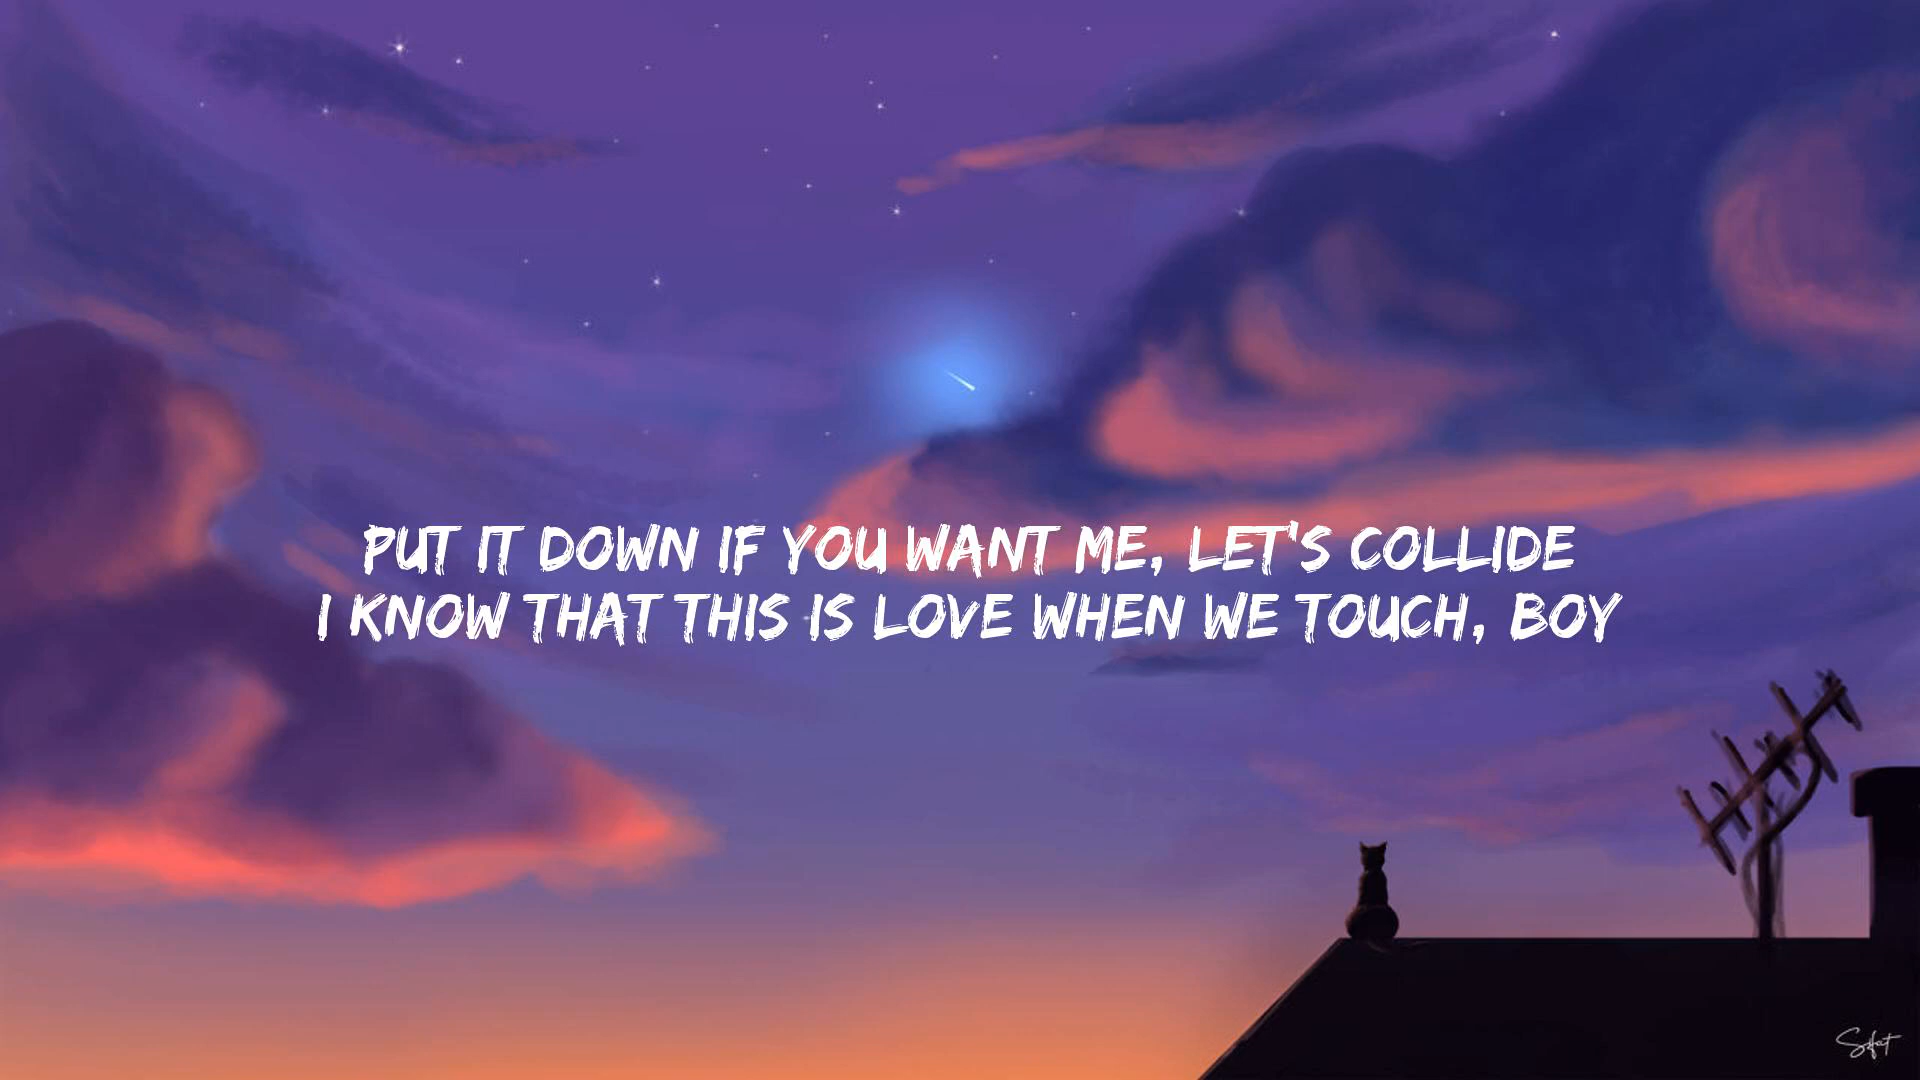 PUT IT DOWN IF YOU WANT ME, LET'S COLLIDE
I KNOW THAT THIS IS LOVE WHEN WE TOUCH, BOY